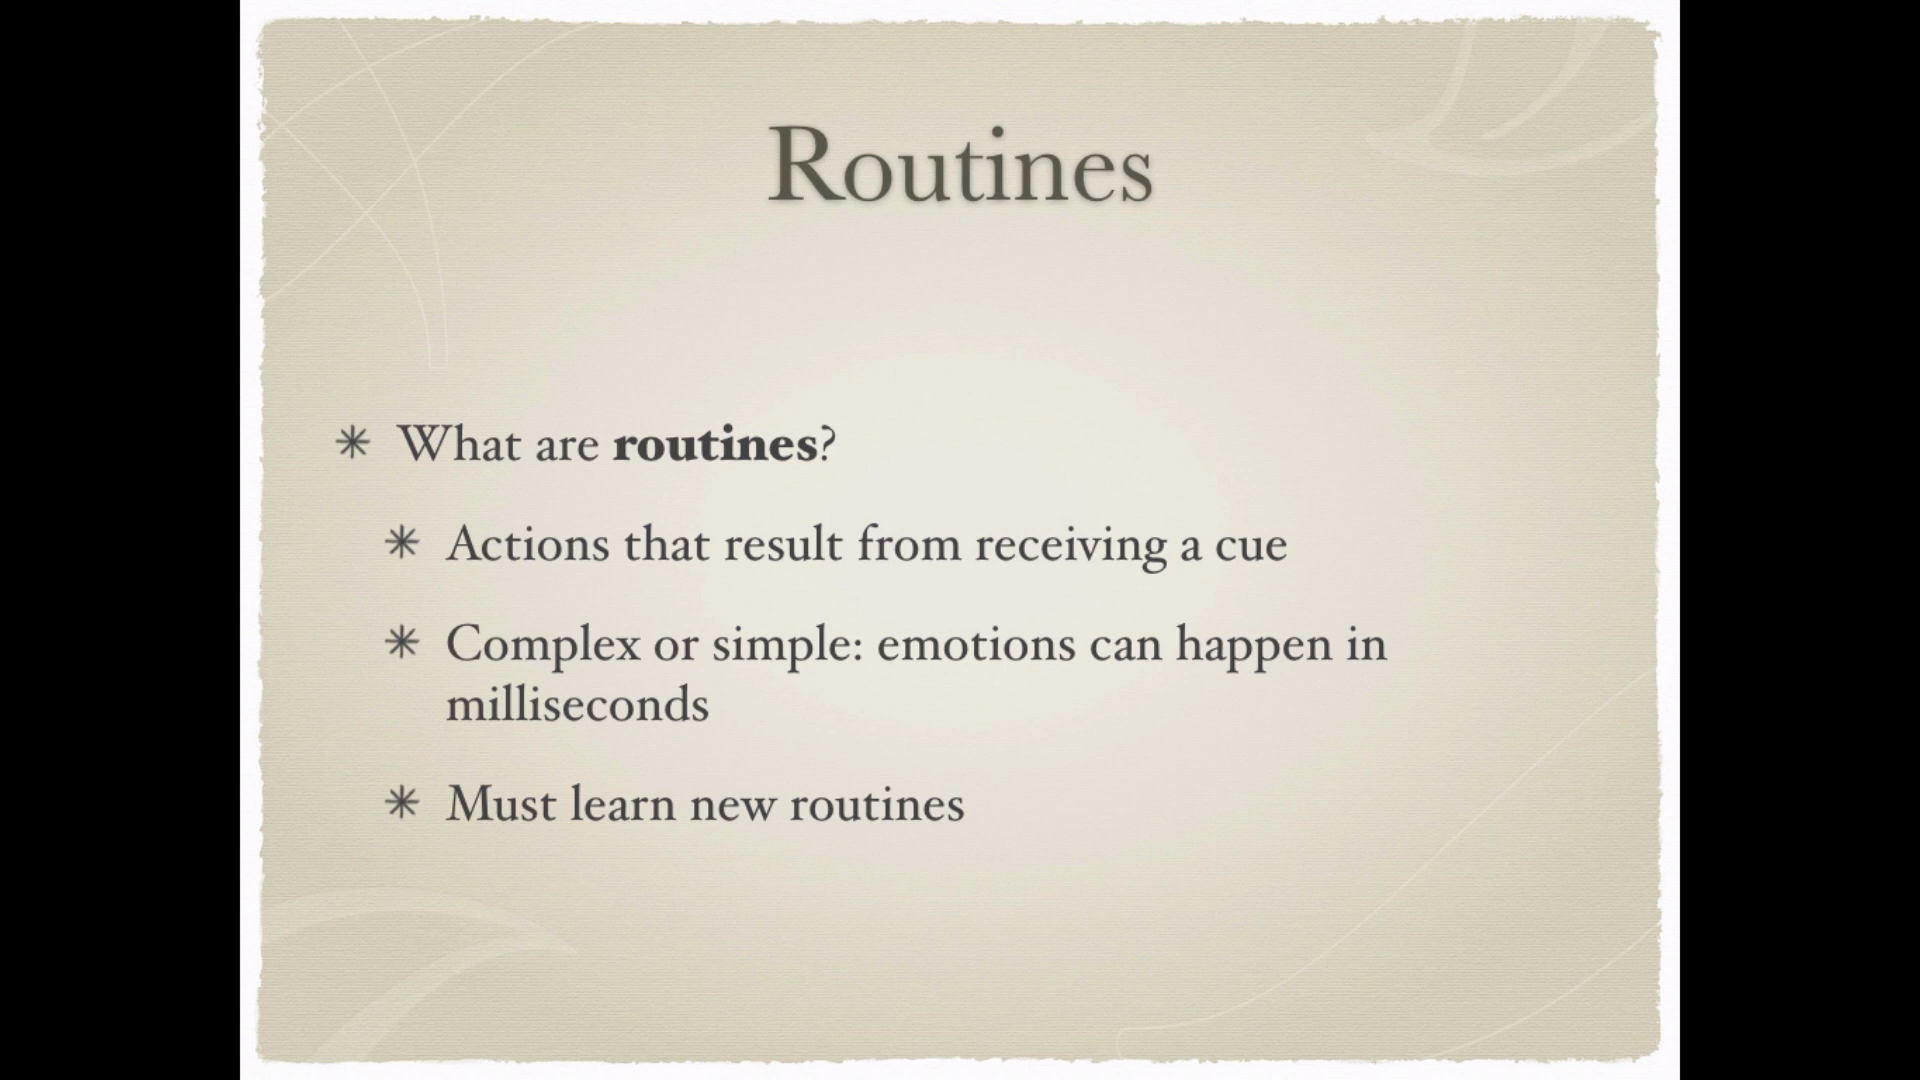 Routines
What are routines?
Actions that result from receiving a cue
Complex or simple: emotions can happen in
milliseconds
Must learn new routines